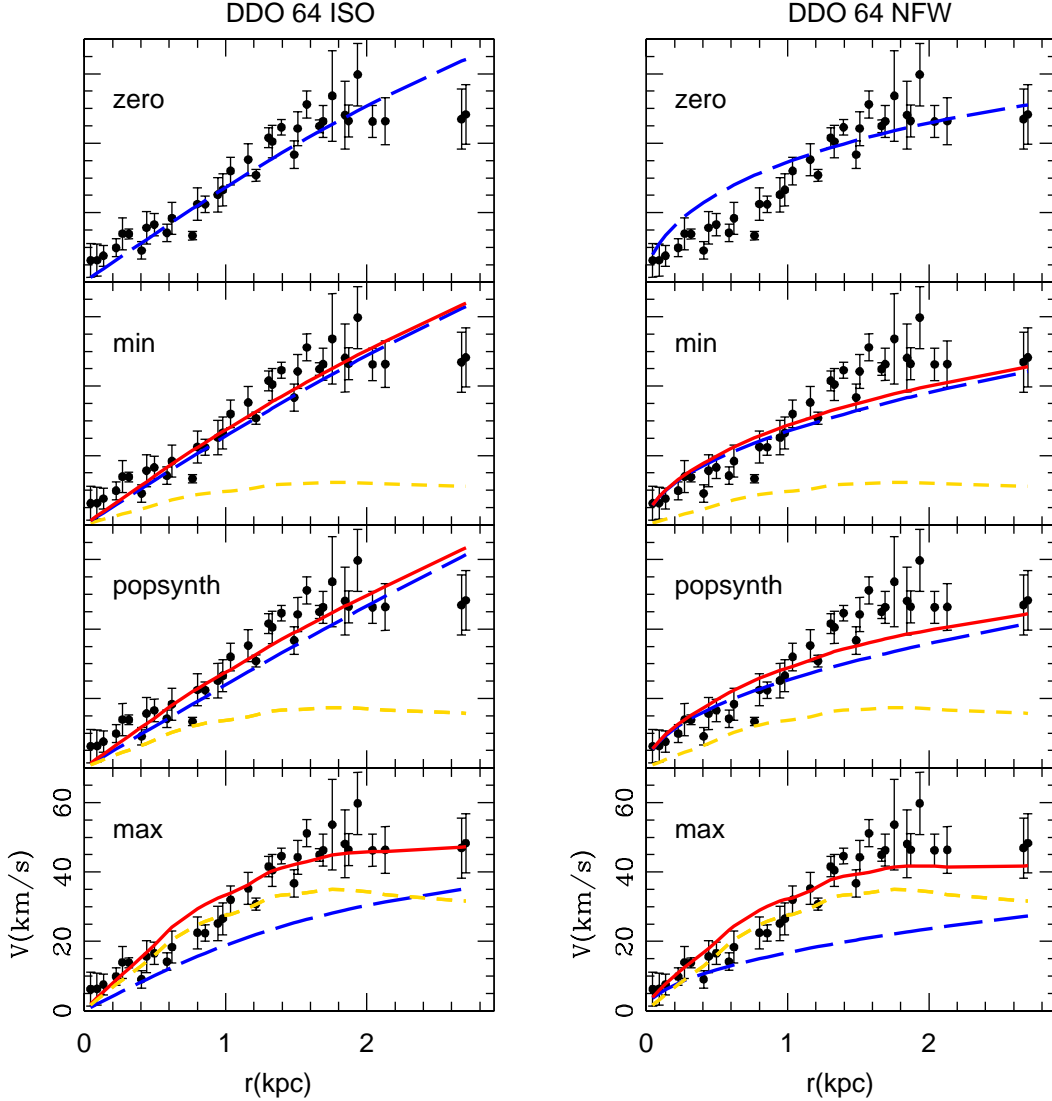 DDO 64 ISO
DDO 64 NFW
zero
zero
min
min
popsynth
popsynth
max
max
V(km/s)
0
20
40
60
V(km/s)
0
20
40
60
0
1
2
0
1
2
r(kpc)
r(kpc)